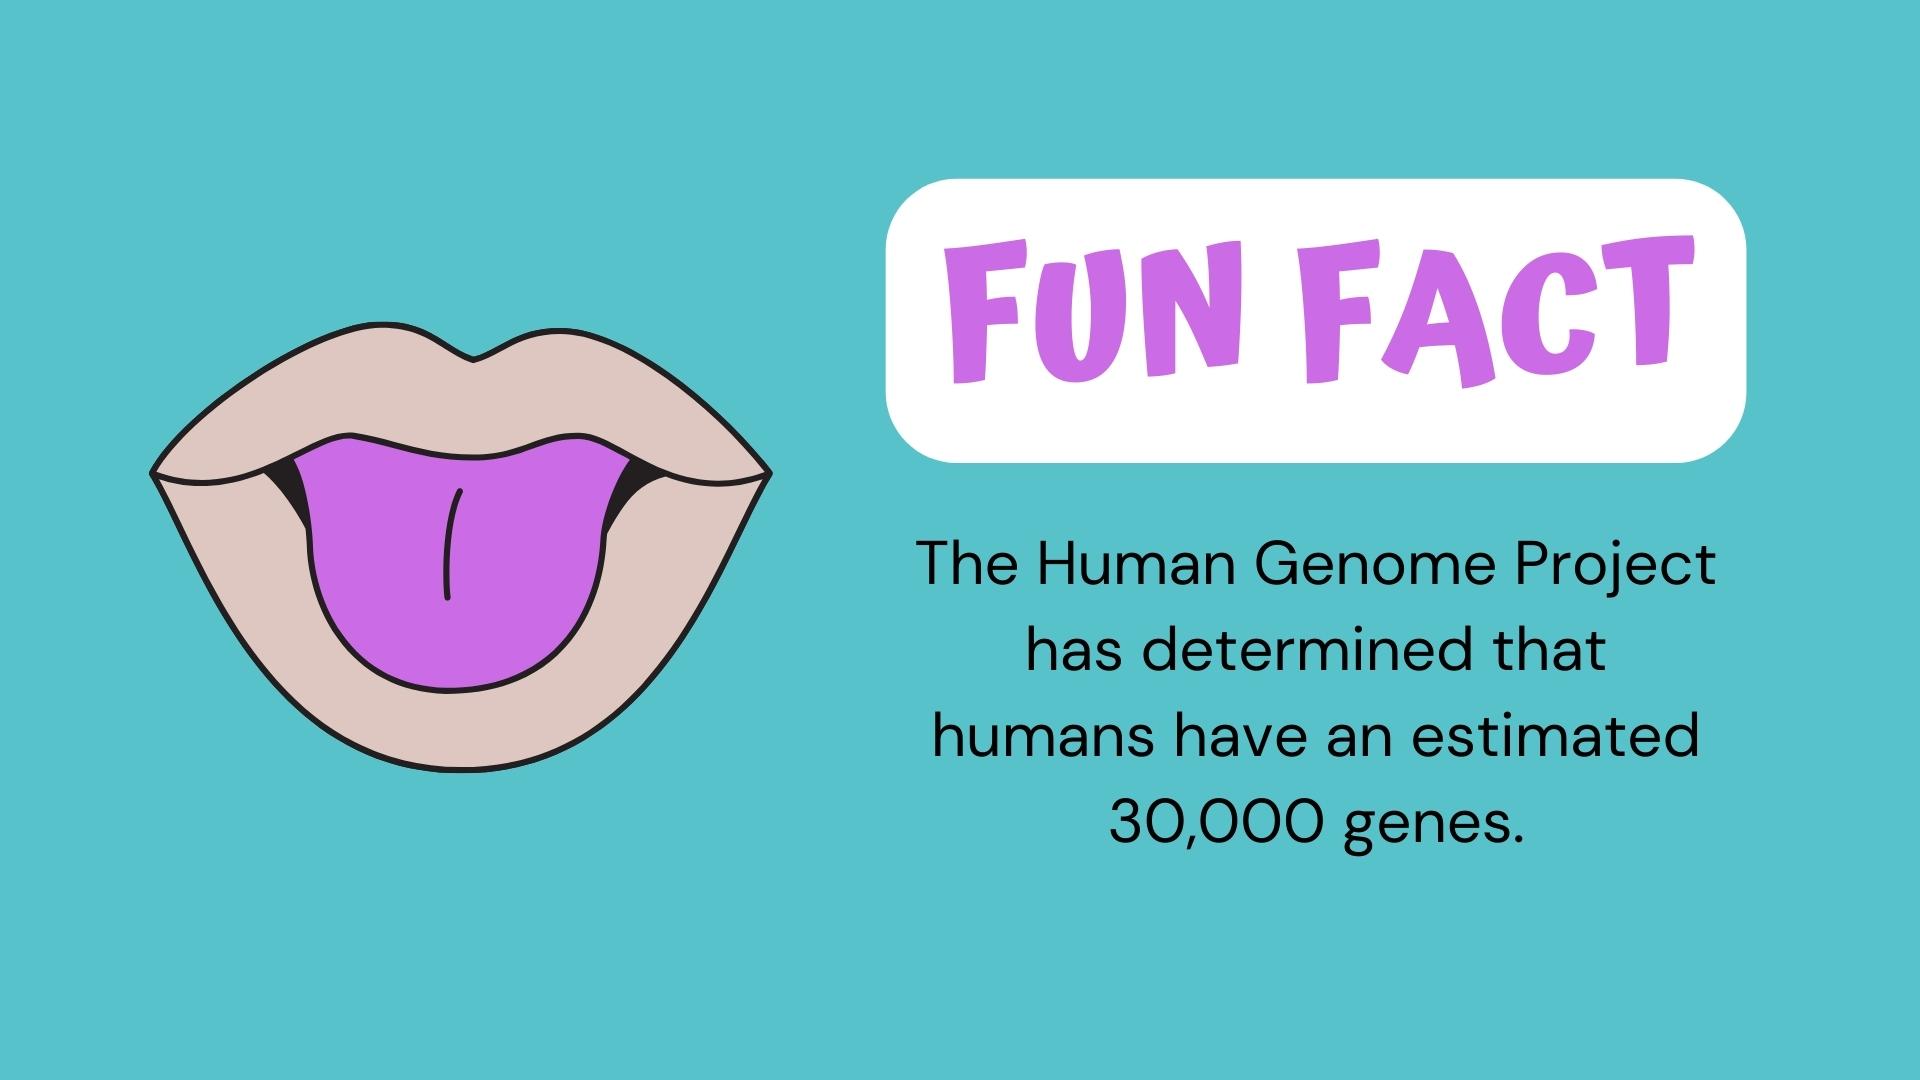 FUN FACT
The Human Genome Project
has determined that
humans have an estimated
30,000 genes.